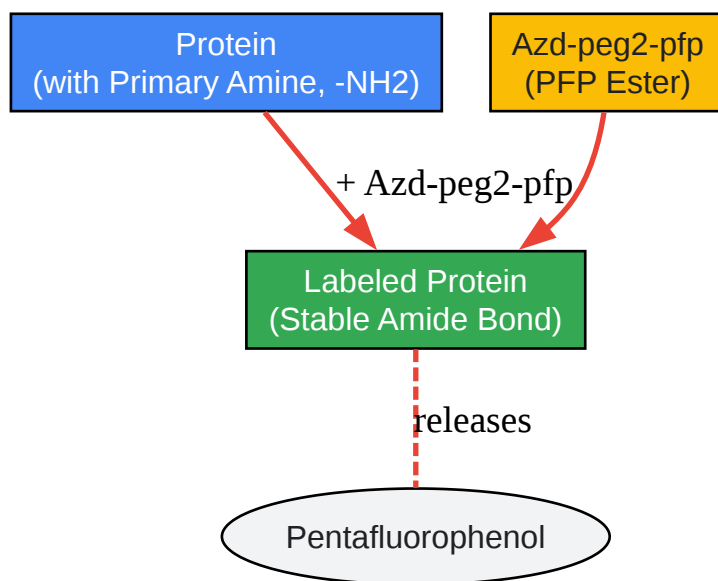 Protein
(with Primary Amine, -NH2)
Azd-peg2-pfp
(PFP Ester)
+ Azd-peg2-pfp
Labeled Protein
(Stable Amide Bond)
releases
Pentafluorophenol